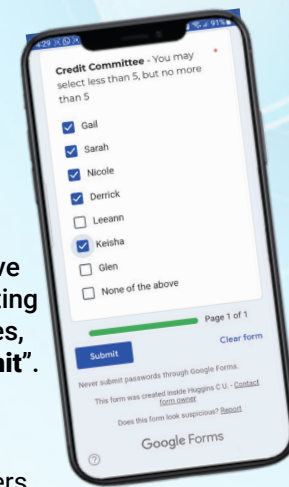 4:29
91%
Credit Committee - You may *
select less than 5, but no more
than 5
Gail
Sarah
Nicole
Derrick
Leeann
Keisha
Glen
None of the above
Page 1 of 1
Submit
Clear form
Never submit passwords through Google Forms.
This form was created inside Huggins C U. - Contact
form owner
Does this form look suspicious? Report
Google Forms
ve
ting
es,
nit”.
ers